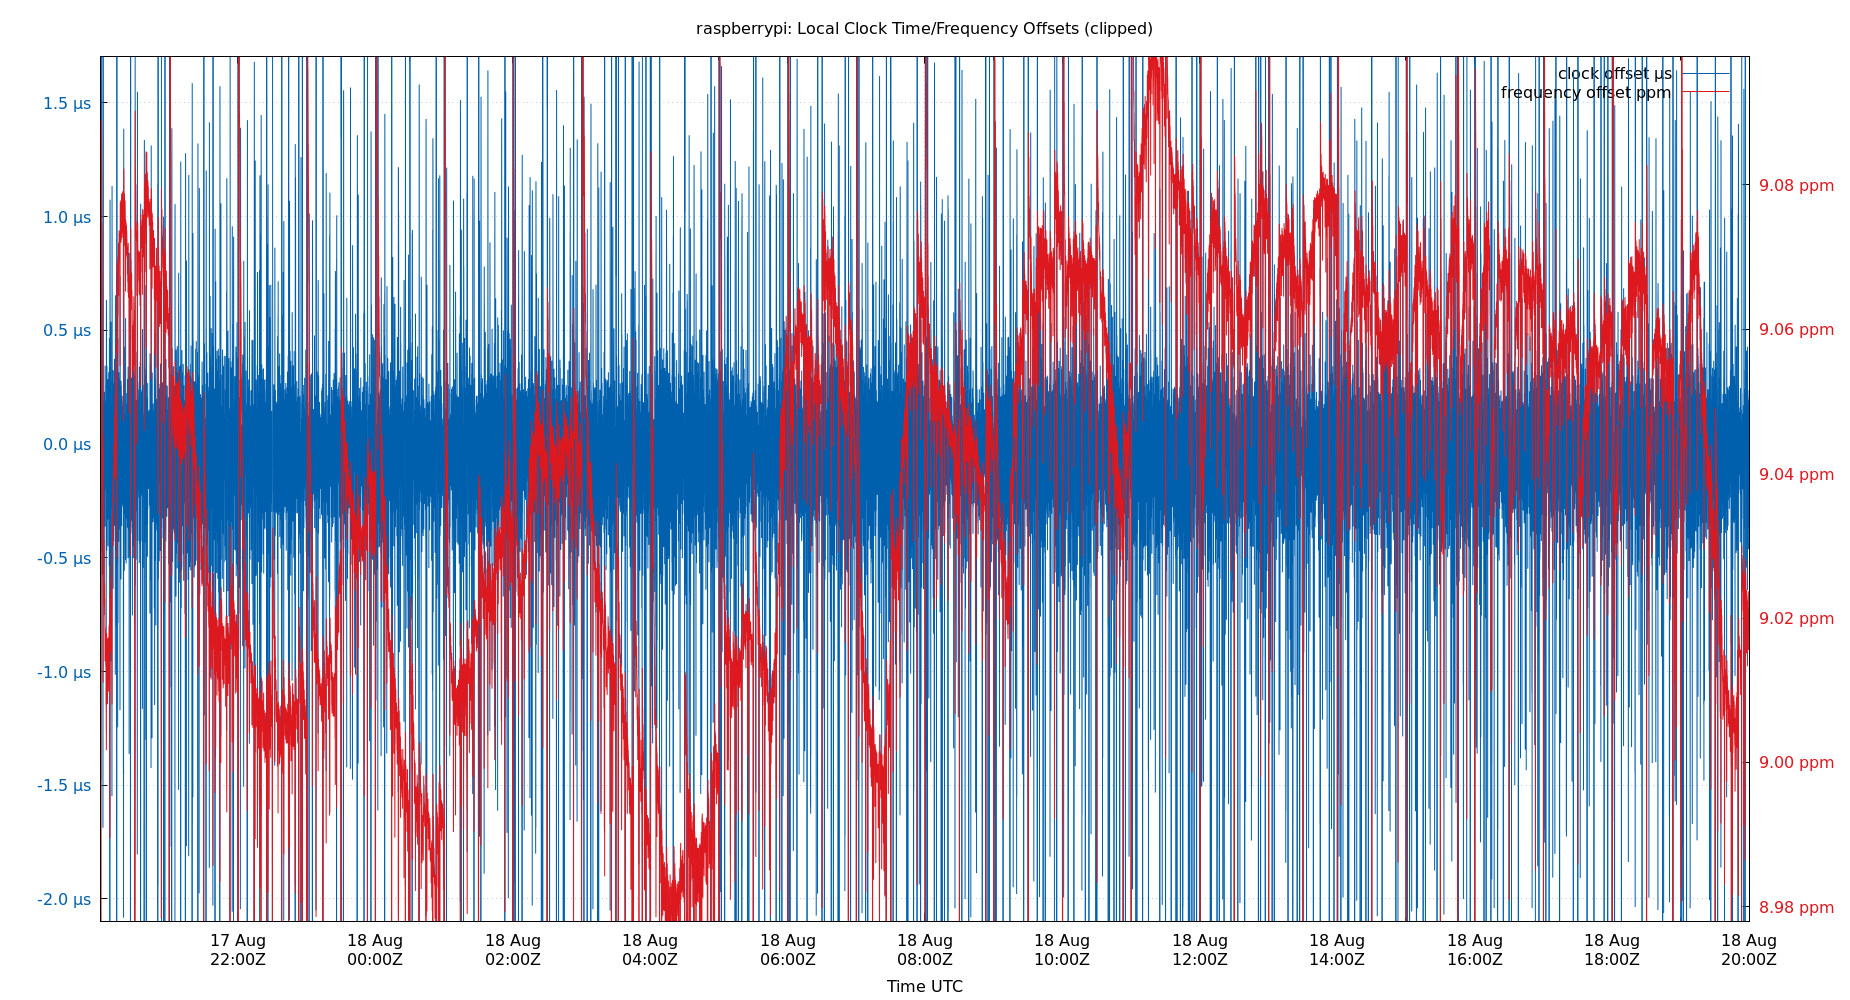 raspberrypi: Local Clock Time/Frequency Offsets (clipped)
clock offset µs
frequency offset ppm
1.5 µs
1.0 µs
0.5 µs
0.0 µs
-0.5 µs
-1.0 µs
-1.5 µs
-2.0 µs
9.08 ppm
9.06 ppm
9.04 ppm
9.02 ppm
9.00 ppm
8.98 ppm
17 Aug 18 Aug 18 Aug 18 Aug 18 Aug 18 Aug 18 Aug 18 Aug 18 Aug 18 Aug 18 Aug 18 Aug
22:00Z 00:00Z 02:00Z 04:00Z 06:00Z 08:00Z 10:00Z 12:00Z 14:00Z 16:00Z 18:00Z 20:00Z
Time UTC